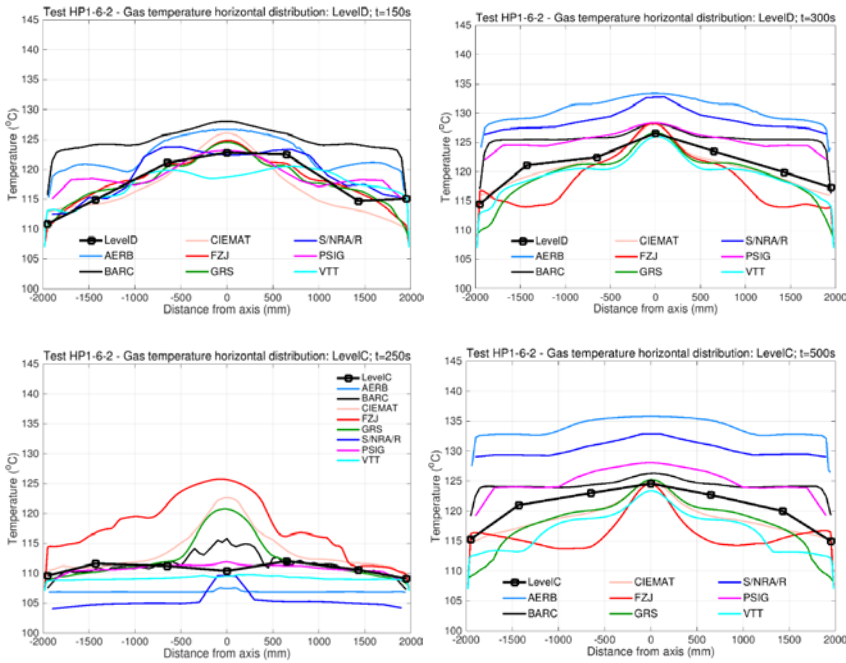 Test HP1-6-2 - Gas temperature horizontal distribution: LevelD; t=150s
145
140
135
130
125
120
115
110
105
100
Temperature (°C)
LevelD
AERB
BARC
CIEMAT
FZJ
GRS
S/NRA/R
PSIG
VTT
-2000 -1500 -1000 -500 0 500 1000 1500 2000
Distance from axis (mm)
Test HP1-6-2 - Gas temperature horizontal distribution: LevelD; t=300s
145
140
135
130
125
120
115
110
105
100
Temperature (°C)
LevelD
AERB
BARC
CIEMAT
FZJ
GRS
S/NRA/R
PSIG
VTT
-2000 -1500 -1000 -500 0 500 1000 1500 2000
Distance from axis (mm)
Test HP1-6-2 - Gas temperature horizontal distribution: LevelC; t=250s
145
140
135
130
125
120
115
110
105
100
Temperature (°C)
LevelC
AERB
BARC
CIEMAT
FZJ
GRS
S/NRA/R
PSIG
VTT
-2000 -1500 -1000 -500 0 500 1000 1500 2000
Distance from axis (mm)
Test HP1-6-2 - Gas temperature horizontal distribution: LevelC; t=500s
145
140
135
130
125
120
115
110
105
100
Temperature (°C)
LevelC
AERB
BARC
CIEMAT
FZJ
GRS
S/NRA/R
PSIG
VTT
-2000 -1500 -1000 -500 0 500 1000 1500 2000
Distance from axis (mm)